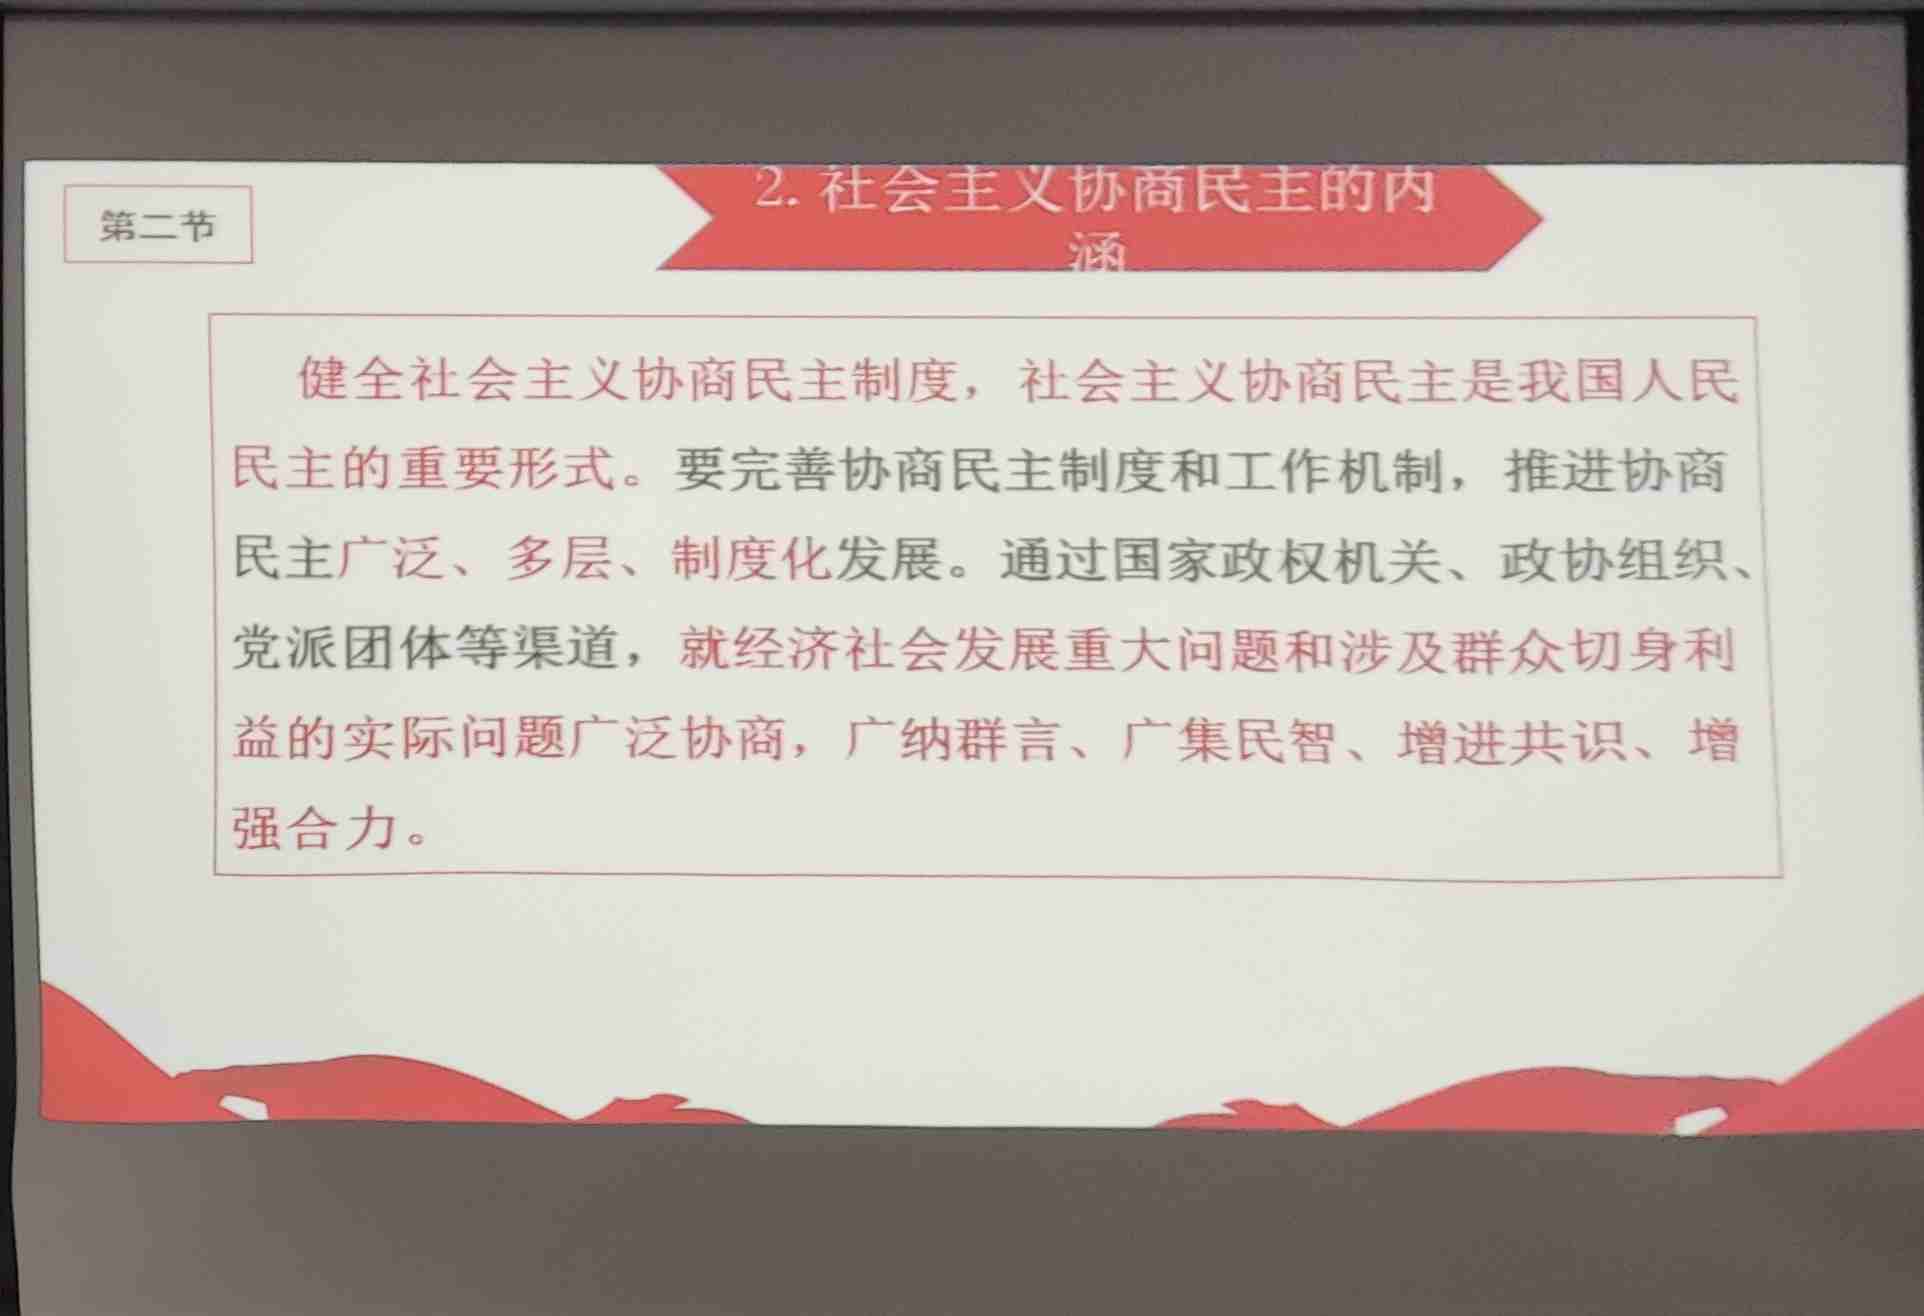 第二节
2. 社会主义协商民主的内
涵
健全社会主义协商民主制度，社会主义协商民主是我国人民
民主的重要形式。要完善协商民主制度和工作机制，推进协商
民主广泛、多层、制度化发展。通过国家政权机关、政协组织、
党派团体等渠道，就经济社会发展重大问题和涉及群众切身利
益的实际问题广泛协商，广纳群言、广集民智、增进共识、增
强合力。